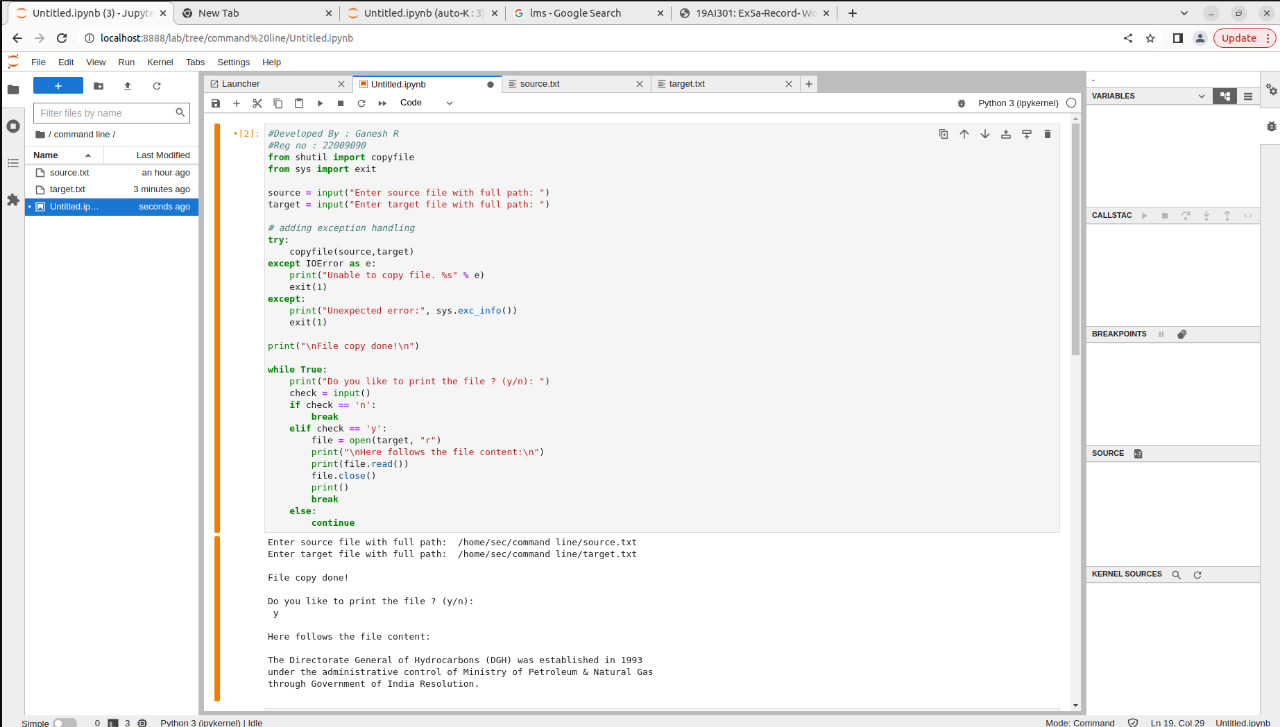 Untitled.ipynb (3) - Jupyte
New Tab
Untitled.ipynb (auto-K : 3)
lms - Google Search
19AI301: Ex5a-Record- Wo
localhost:8888/lab/tree/command%20line/Untitled.ipynb
Update
File Edit View Run Kernel Tabs Settings Help
Filter files by name
/ command line /
Name Last Modified
source.txt an hour ago
target.txt 3 minutes ago
Untitled.ip... seconds ago
Launcher
Untitled.ipynb
source.txt
target.txt
Code
Python 3 (ipykernel)
[2]:
#Developed By : Ganesh R
#Reg no : 22009090
from shutil import copyfile
from sys import exit
source = input("Enter source file with full path: ")
target = input("Enter target file with full path: ")
# adding exception handling
try:
    copyfile(source,target)
except IOError as e:
    print("Unable to copy file. %s" % e)
    exit(1)
except:
    print("Unexpected error:", sys.exc_info())
    exit(1)
print("\nFile copy done!\n")
while True:
    print("Do you like to print the file ? (y/n): ")
    check = input()
    if check == 'n':
        break
    elif check == 'y':
        file = open(target, "r")
        print("\nHere follows the file content:\n")
        print(file.read())
        file.close()
        print()
        break
    else:
        continue
Enter source file with full path:  /home/sec/command line/source.txt
Enter target file with full path:  /home/sec/command line/target.txt
File copy done!
Do you like to print the file ? (y/n):
y
Here follows the file content:
The Directorate General of Hydrocarbons (DGH) was established in 1993
under the administrative control of Ministry of Petroleum & Natural Gas
through Government of India Resolution.
-
VARIABLES
CALLSTAC
BREAKPOINTS
SOURCE
KERNEL SOURCES
Simple 0 3 Python 3 (ipykernel) | Idle
Mode: Command Ln 19, Col 29 Untitled.ipynb